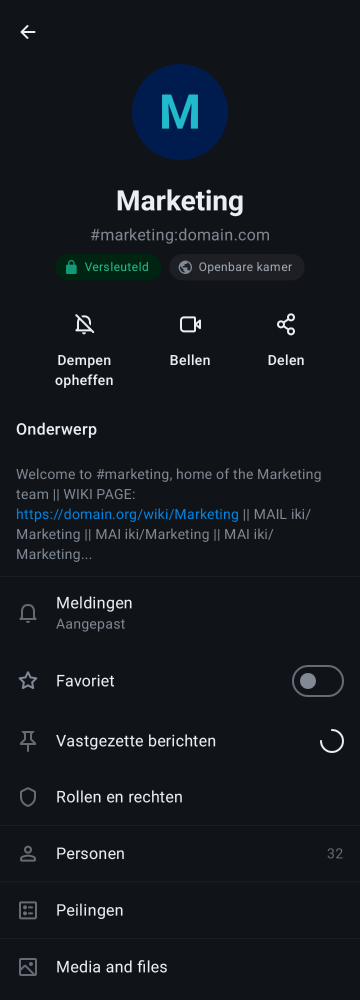 M
Marketing
#marketing:domain.com
Versleuteld
Openbare kamer
Dempen
opheffen
Bellen
Delen
Onderwerp
Welcome to #marketing, home of the Marketing
team || WIKI PAGE:
https://domain.org/wiki/Marketing || MAIL iki/
Marketing || MAI iki/Marketing || MAI iki/
Marketing...
Meldingen
Aangepast
Favoriet
Vastgezette berichten
Rollen en rechten
Personen 32
Peilingen
Media and files